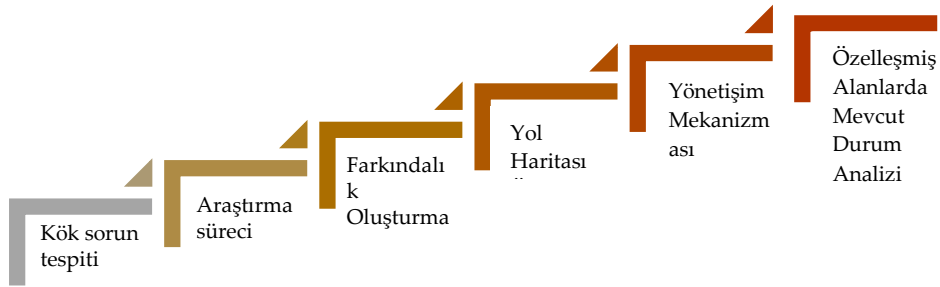 Kök sorun
tespiti
Araştırma
süreci
Farkındalı
k
Oluşturma
Yol
Haritası
Yönetişim
Mekanizm
ası
Özelleşmiş
Alanlarda
Mevcut
Durum
Analizi